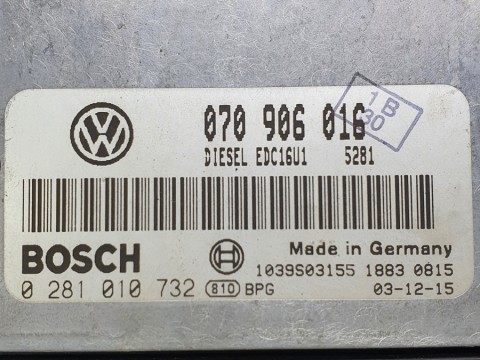 070 906 016
1B
30
DIESEL EDC16U1 5281
BOSCH
Made in Germany
1039S03155 1883 0815
0 281 010 732 810 BPG 03-12-15